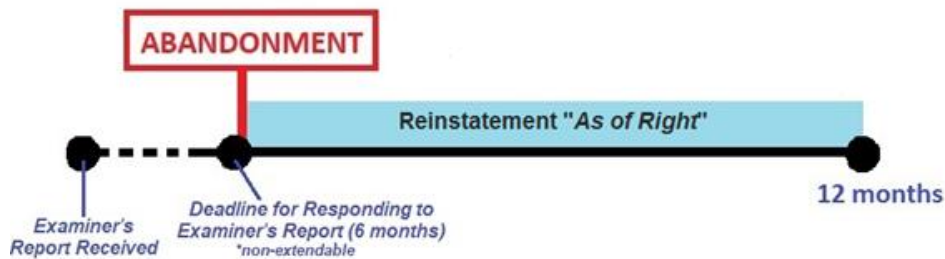 ABANDONMENT
Reinstatement "As of Right"
12 months
Examiner's
Report Received
Deadline for Responding to
Examiner's Report (6 months)
*non-extendable